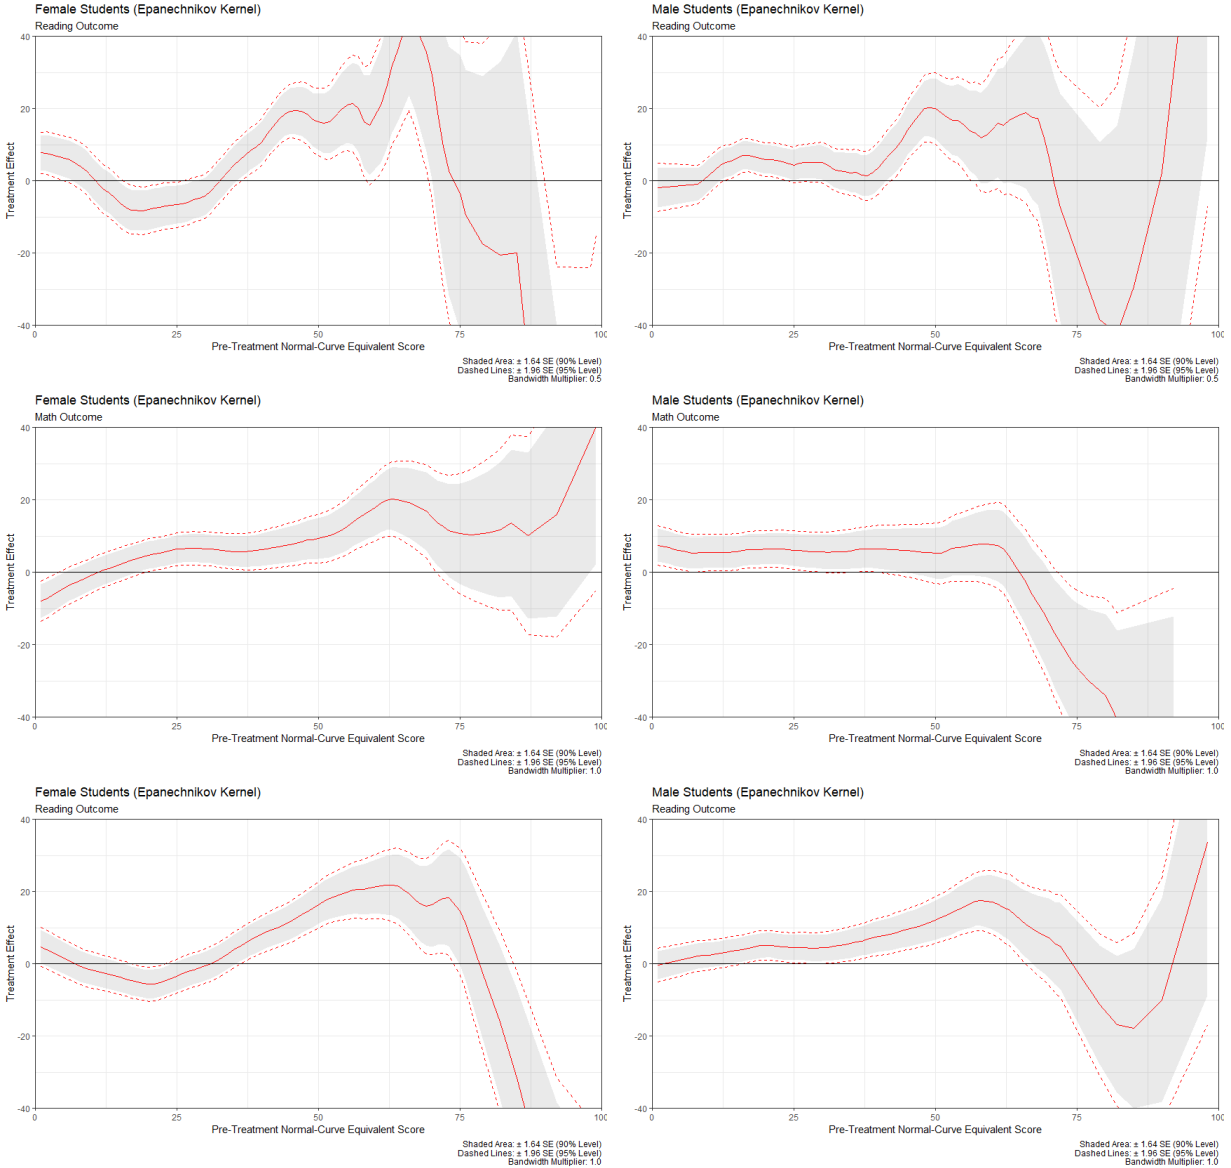 Female Students (Epanechnikov Kernel)
Reading Outcome
40
20
0
-20
-40
Treatment Effect
0 25 50 75 100
Pre-Treatment Normal-Curve Equivalent Score
Shaded Area: ± 1.64 SE (90% Level)
Dashed Lines: ± 1.96 SE (95% Level)
Bandwidth Multiplier: 0.5
Male Students (Epanechnikov Kernel)
Reading Outcome
40
20
0
-20
-40
Treatment Effect
0 25 50 75 100
Pre-Treatment Normal-Curve Equivalent Score
Shaded Area: ± 1.64 SE (90% Level)
Dashed Lines: ± 1.96 SE (95% Level)
Bandwidth Multiplier: 0.5
Female Students (Epanechnikov Kernel)
Math Outcome
40
20
0
-20
-40
Treatment Effect
0 25 50 75 100
Pre-Treatment Normal-Curve Equivalent Score
Shaded Area: ± 1.64 SE (90% Level)
Dashed Lines: ± 1.96 SE (95% Level)
Bandwidth Multiplier: 1.0
Male Students (Epanechnikov Kernel)
Math Outcome
40
20
0
-20
-40
Treatment Effect
0 25 50 75 100
Pre-Treatment Normal-Curve Equivalent Score
Shaded Area: ± 1.64 SE (90% Level)
Dashed Lines: ± 1.96 SE (95% Level)
Bandwidth Multiplier: 1.0
Female Students (Epanechnikov Kernel)
Reading Outcome
40
20
0
-20
-40
Treatment Effect
0 25 50 75 100
Pre-Treatment Normal-Curve Equivalent Score
Shaded Area: ± 1.64 SE (90% Level)
Dashed Lines: ± 1.96 SE (95% Level)
Bandwidth Multiplier: 1.0
Male Students (Epanechnikov Kernel)
Reading Outcome
40
20
0
-20
-40
Treatment Effect
0 25 50 75 100
Pre-Treatment Normal-Curve Equivalent Score
Shaded Area: ± 1.64 SE (90% Level)
Dashed Lines: ± 1.96 SE (95% Level)
Bandwidth Multiplier: 1.0